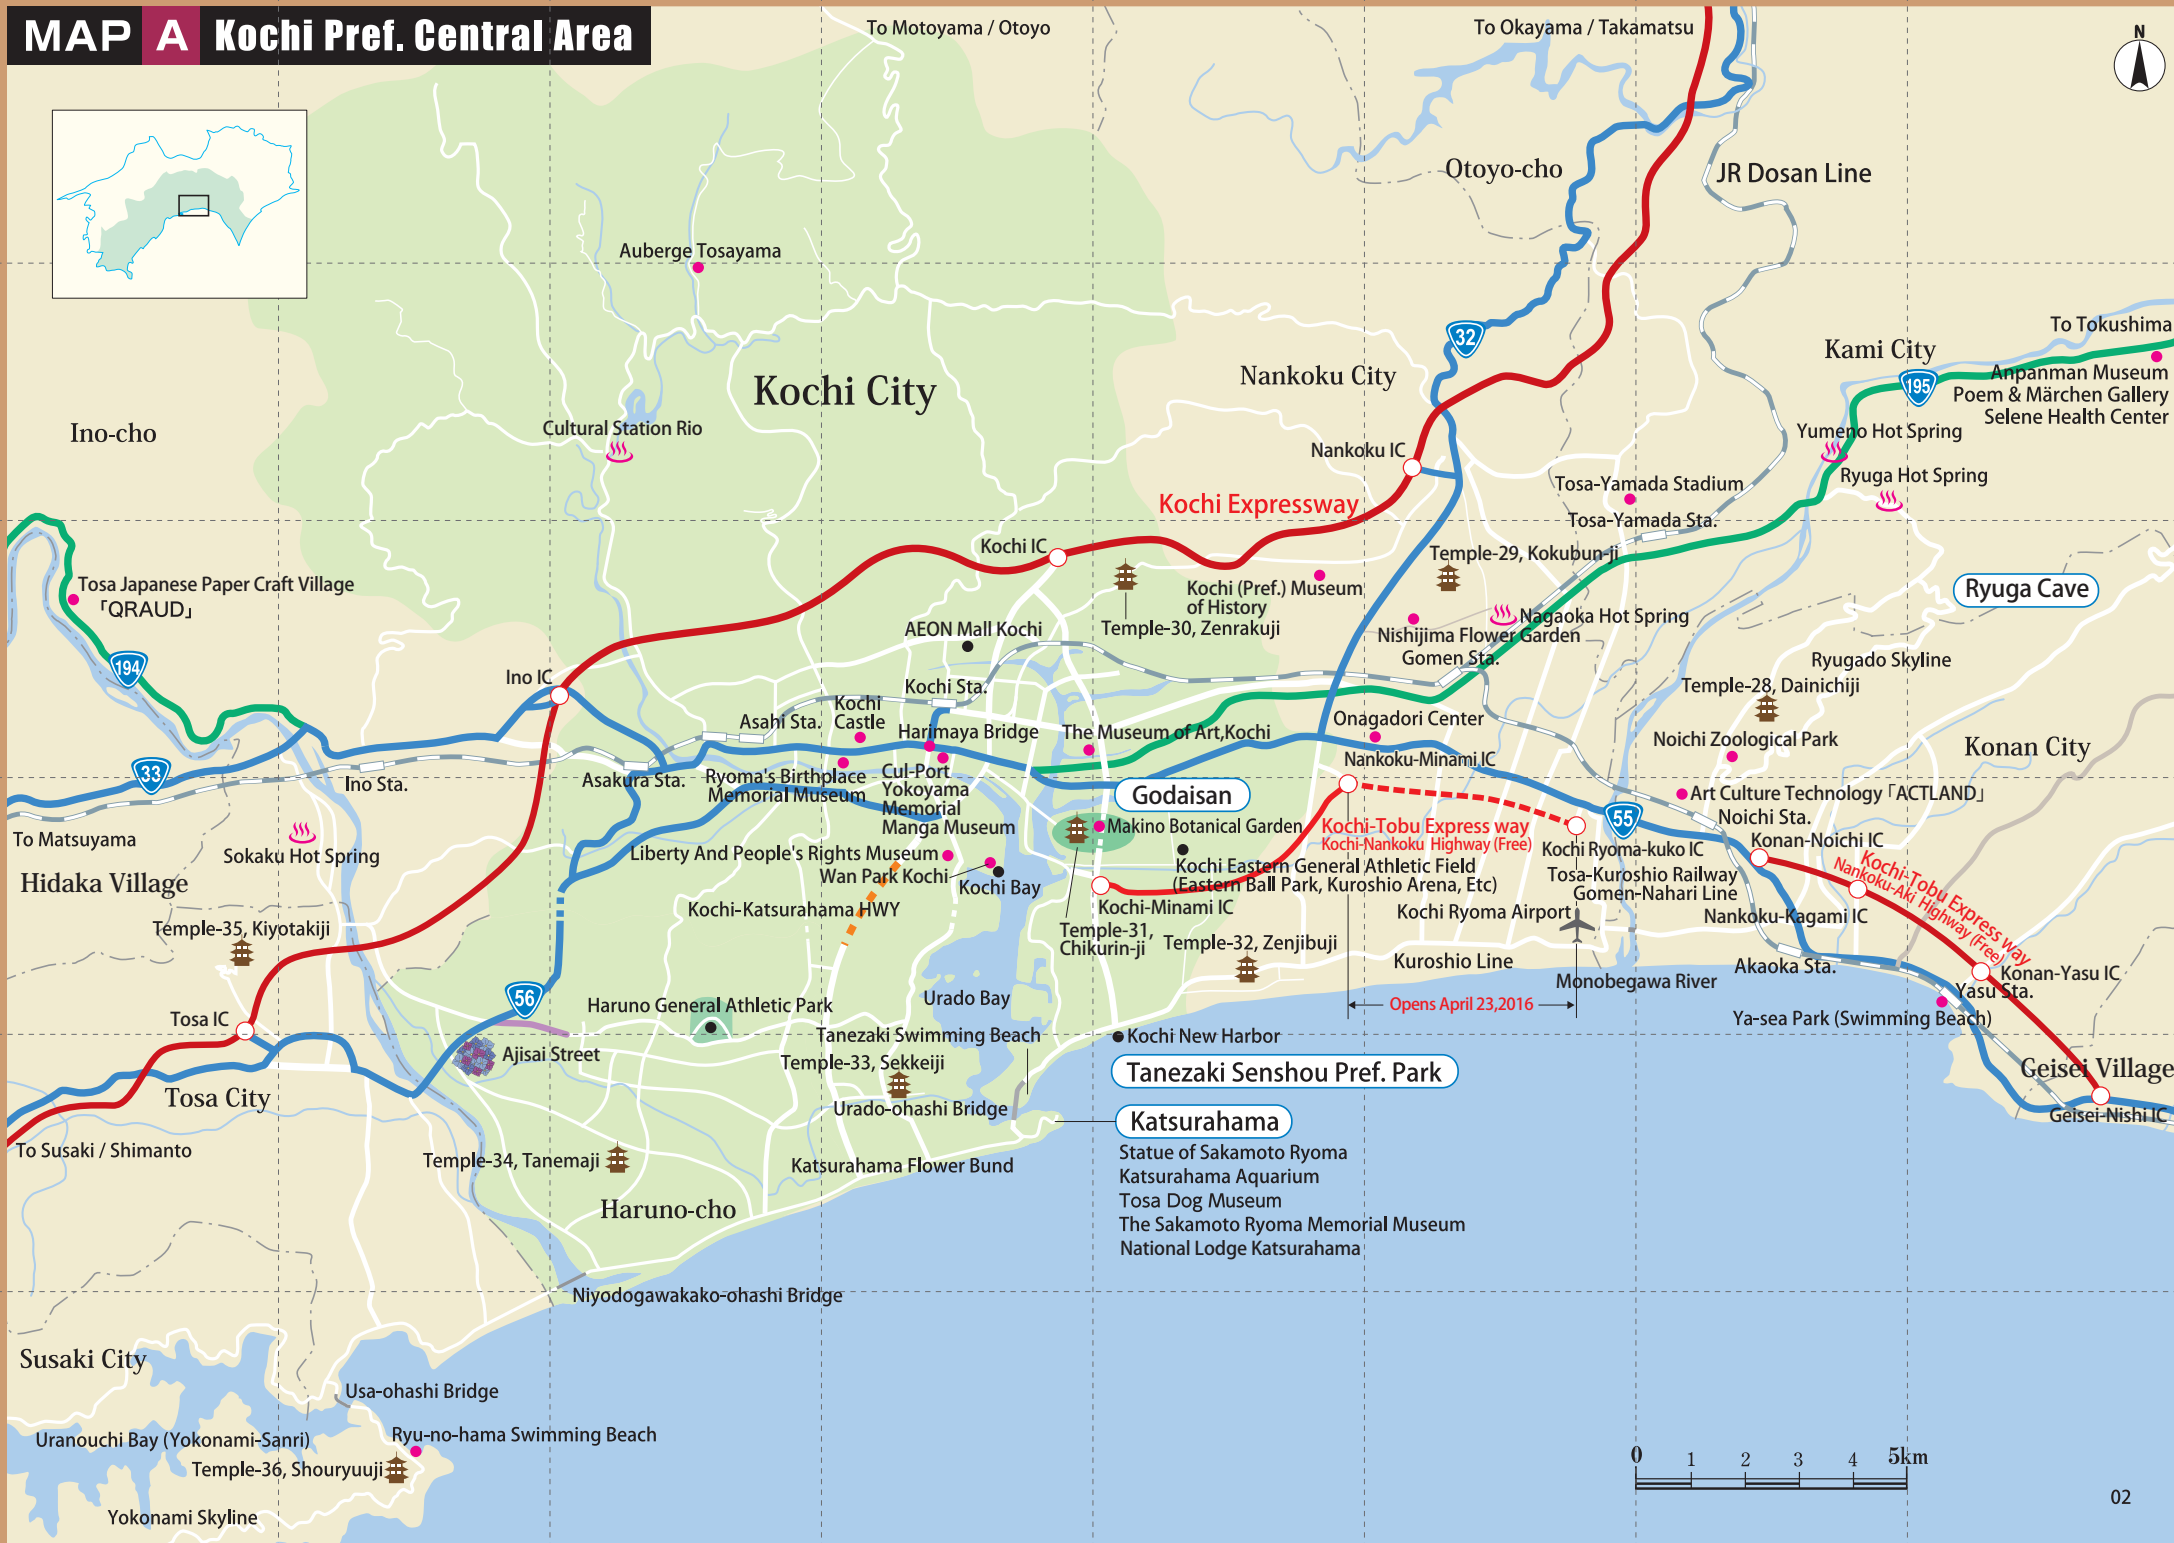 MAP A Kochi Pref. Central Area
To Motoyama / Otoyo
To Okayama / Takamatsu
N
Otoyo-cho
JR Dosan Line
Auberge Tosayama
To Tokushima
32
Kami City
Nankoku City
195
Anpanman Museum
Poem & Märchen Gallery
Selene Health Center
Kochi City
Ino-cho
Cultural Station Rio
Yumeno Hot Spring
Nankoku IC
Ryuga Hot Spring
Tosa-Yamada Stadium
Kochi Expressway
Tosa-Yamada Sta.
Kochi IC
Temple-29, Kokubun-ji
Tosa Japanese Paper Craft Village
「QRAUD」
Kochi (Pref.) Museum
of History
Ryuga Cave
Temple-30, Zenrakuji
Nagaoka Hot Spring
AEON Mall Kochi
Nishijima Flower Garden
Gomen Sta.
194
Ryugado Skyline
Ino IC
Kochi Sta.
Temple-28, Dainichiji
Kochi
Castle
Asahi Sta.
Harimaya Bridge
The Museum of Art,Kochi
Onagadori Center
Noichi Zoological Park
Konan City
Nankoku-Minami IC
33
Ino Sta.
Asakura Sta.
Ryoma's Birthplace
Memorial Museum
Cul-Port
Yokoyama
Memorial
Manga Museum
Godaisan
Art Culture Technology「ACTLAND」
55
Noichi Sta.
To Matsuyama
Makino Botanical Garden
Kochi-Tobu Express way
Kochi-Nankoku Highway (Free)
Konan-Noichi IC
Sokaku Hot Spring
Liberty And People's Rights Museum
Wan Park Kochi
Kochi Bay
Kochi Eastern General Athletic Field
(Eastern Ball Park, Kuroshio Arena, Etc)
Kochi Ryoma-kuko IC
Tosa-Kuroshio Railway
Gomen-Nahari Line
Kochi-Tobu Express way
Nankoku-Aki Highway (Free)
Hidaka Village
Kochi-Katsurahama HWY
Kochi-Minami IC
Kochi Ryoma Airport
Nankoku-Kagami IC
Temple-35, Kiyotakiji
Temple-31,
Chikurin-ji
Temple-32, Zenjibuji
Kuroshio Line
Akaoka Sta.
Konan-Yasu IC
Monobegawa River
Yasu Sta.
56
Urado Bay
Opens April 23,2016
Haruno General Athletic Park
Tosa IC
Ya-sea Park (Swimming Beach)
Tanezaki Swimming Beach
Kochi New Harbor
Ajisai Street
Temple-33, Sekkeiji
Tanezaki Senshou Pref. Park
Geisei Village
Tosa City
Urado-ohashi Bridge
Geisei-Nishi IC
Katsurahama
To Susaki / Shimanto
Statue of Sakamoto Ryoma
Katsurahama Aquarium
Tosa Dog Museum
The Sakamoto Ryoma Memorial Museum
National Lodge Katsurahama
Temple-34, Tanemaji
Katsurahama Flower Bund
Haruno-cho
Niyodogawakako-ohashi Bridge
Susaki City
Usa-ohashi Bridge
Uranouchi Bay (Yokonami-Sanri)
Ryu-no-hama Swimming Beach
Temple-36, Shouryuuji
Yokonami Skyline
0 1 2 3 4 5km
02